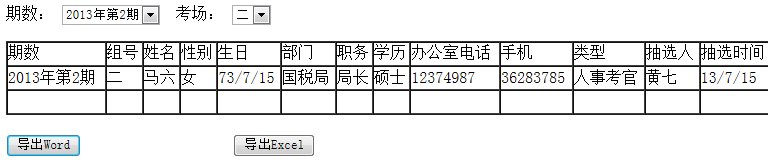 期数： 2013年第2期 考场： 二
期数 组号 姓名 性别 生日 部门 职务 学历 办公室电话 手机 类型 抽选人 抽选时间
2013年第2期 二 马六 女 73/7/15 国税局 局长 硕士 12374987 36283785 人事考官 黄七 13/7/15
导出Word 导出Excel